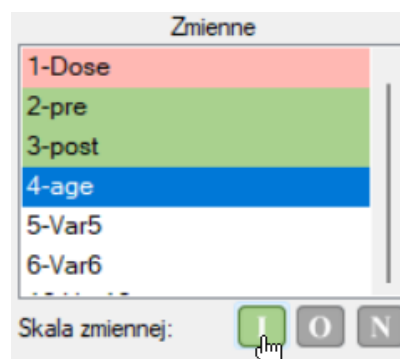 Zmienne
1-Dose
2-pre
3-post
4-age
5-Var5
6-Var6
Skala zmiennej: I O N